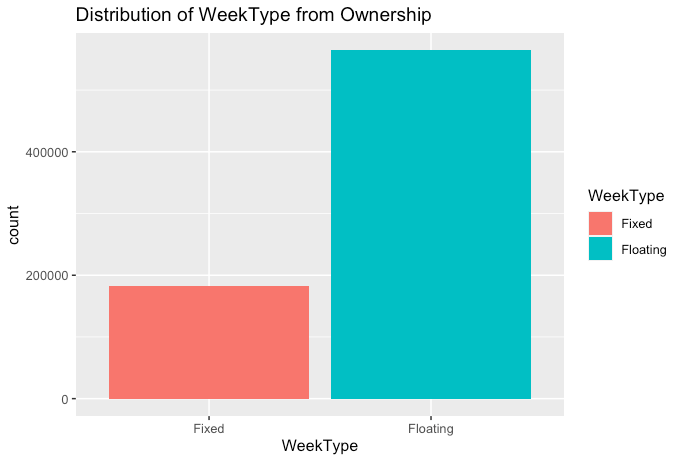 Distribution of WeekType from Ownership
count
400000
200000
0
Fixed
Floating
WeekType
WeekType
Fixed
Floating